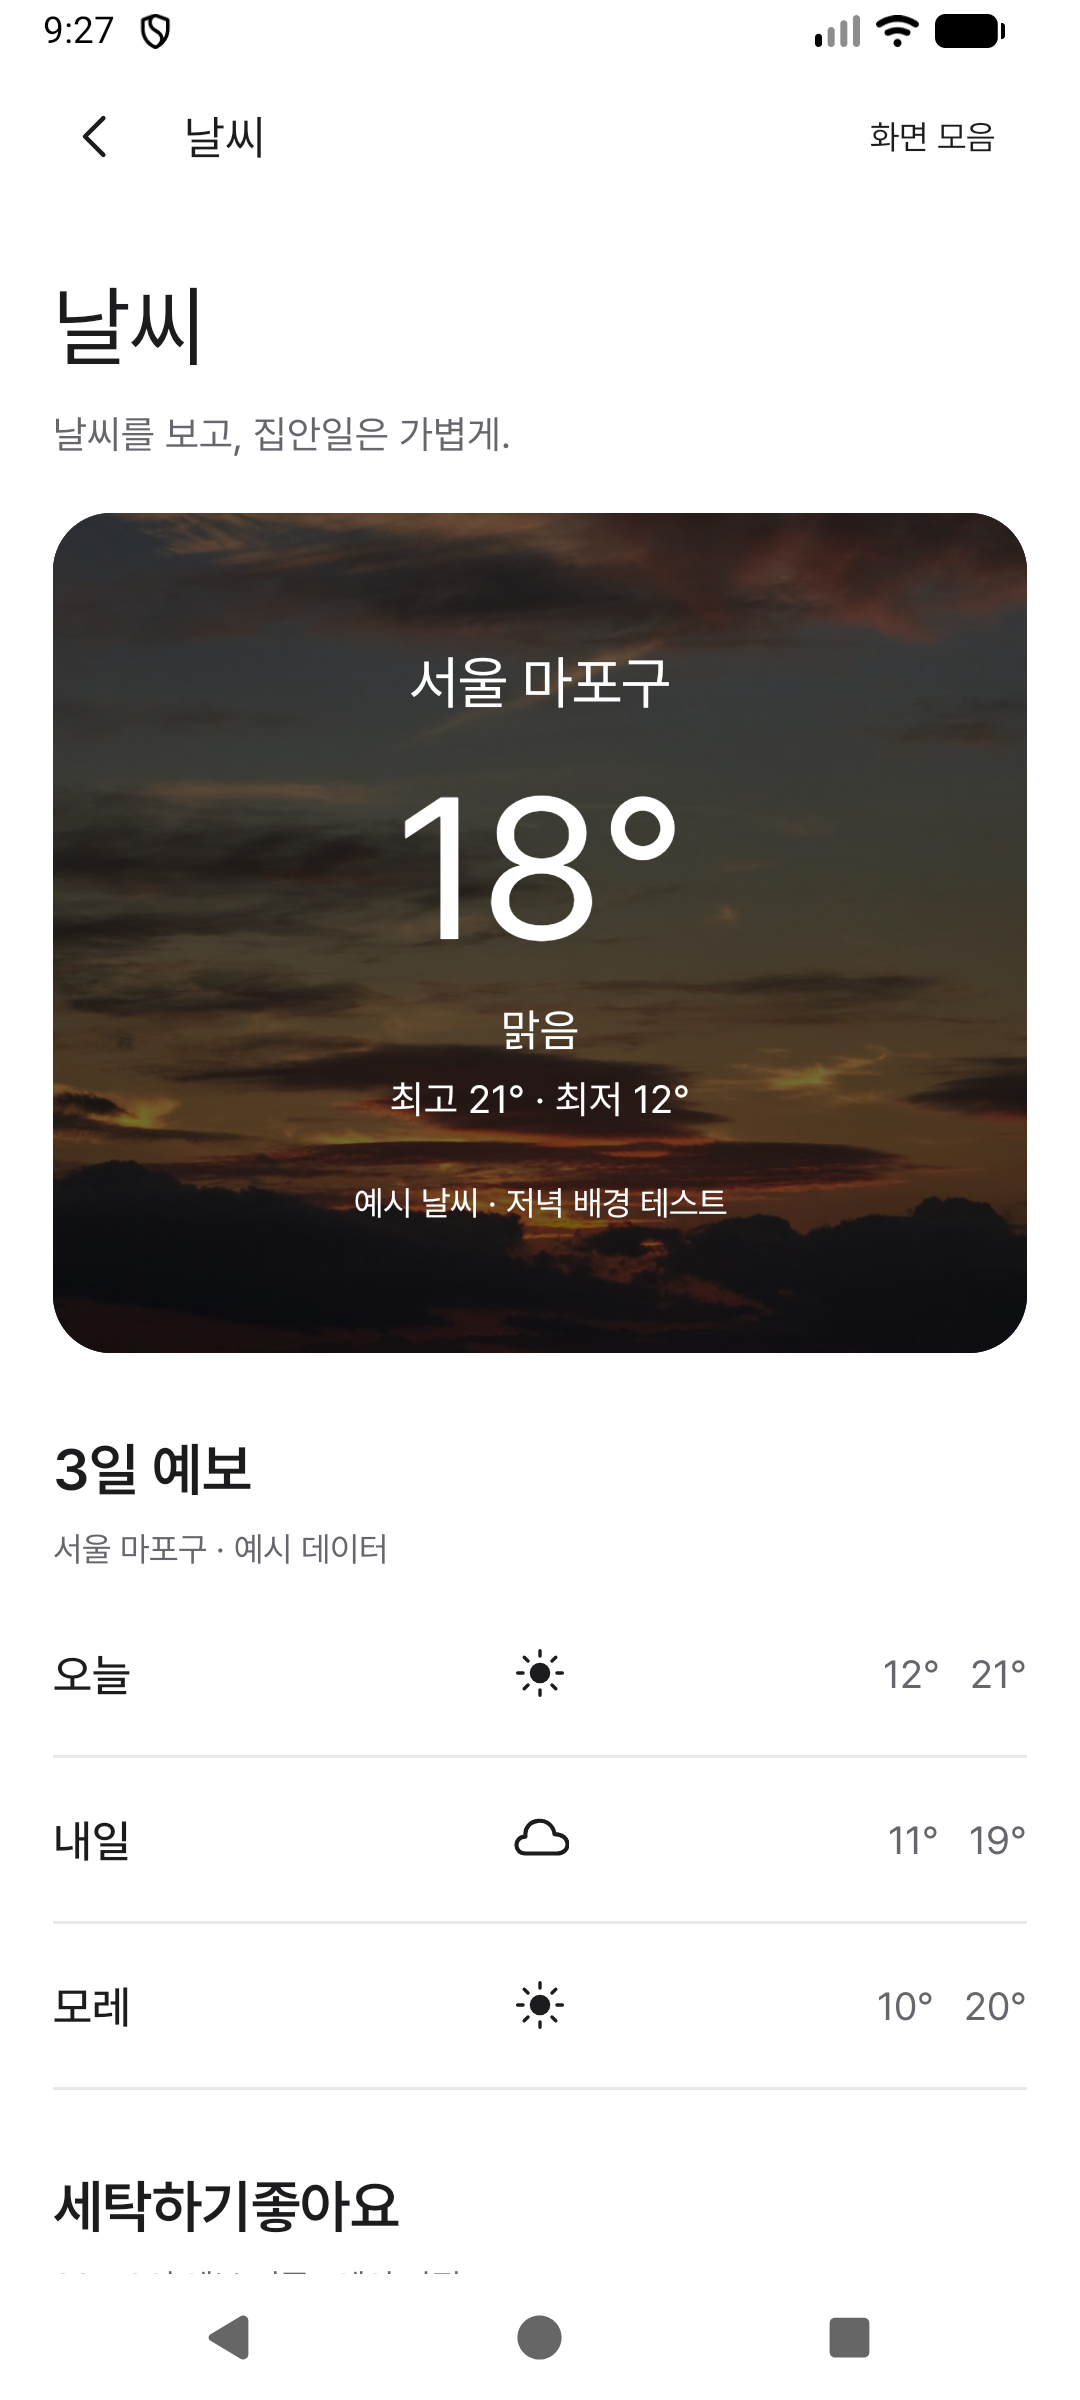 9:27
날씨
화면 모음
날씨
날씨를 보고, 집안일은 가볍게.
서울 마포구
18°
맑음
최고 21° · 최저 12°
예시 날씨 · 저녁 배경 테스트
3일 예보
서울 마포구 · 예시 데이터
오늘 12° 21°
내일 11° 19°
모레 10° 20°
세탁하기좋아요